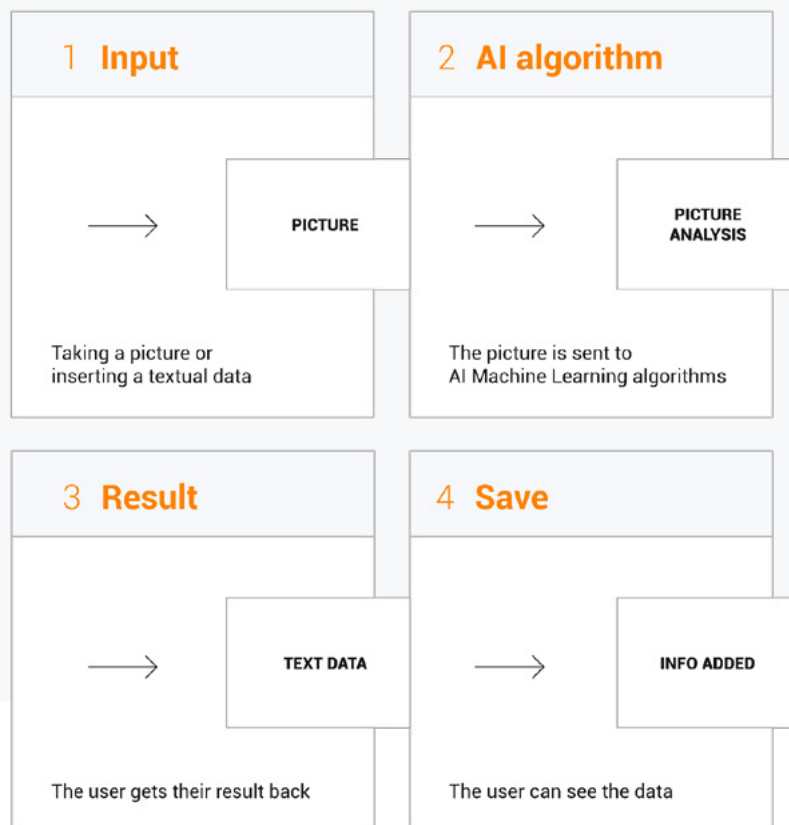 1 Input
PICTURE
Taking a picture or
inserting a textual data
2 AI algorithm
PICTURE
ANALYSIS
The picture is sent to
AI Machine Learning algorithms
3 Result
TEXT DATA
The user gets their result back
4 Save
INFO ADDED
The user can see the data